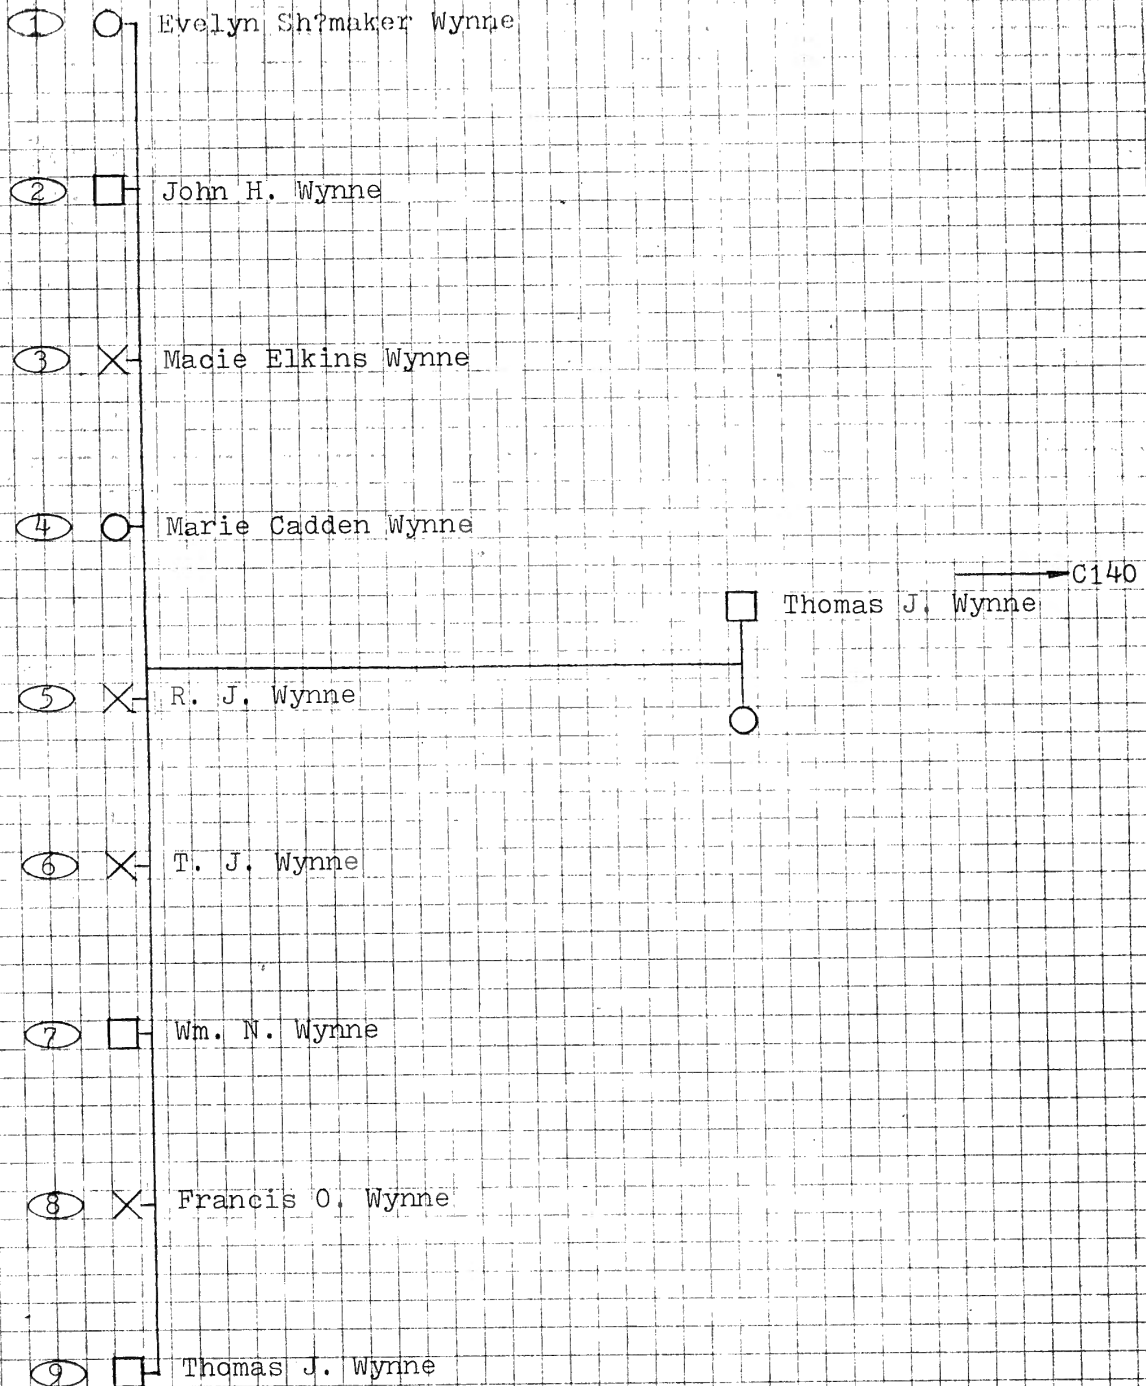 1 Evelyn Sh?maker Wynne
2 John H. Wynne
3 Macie Elkins Wynne
4 Marie Cadden Wynne
C140
Thomas J. Wynne
5 R. J. Wynne
6 T. J. Wynne
7 Wm. N. Wynne
8 Francis O. Wynne
9 Thomas J. Wynne